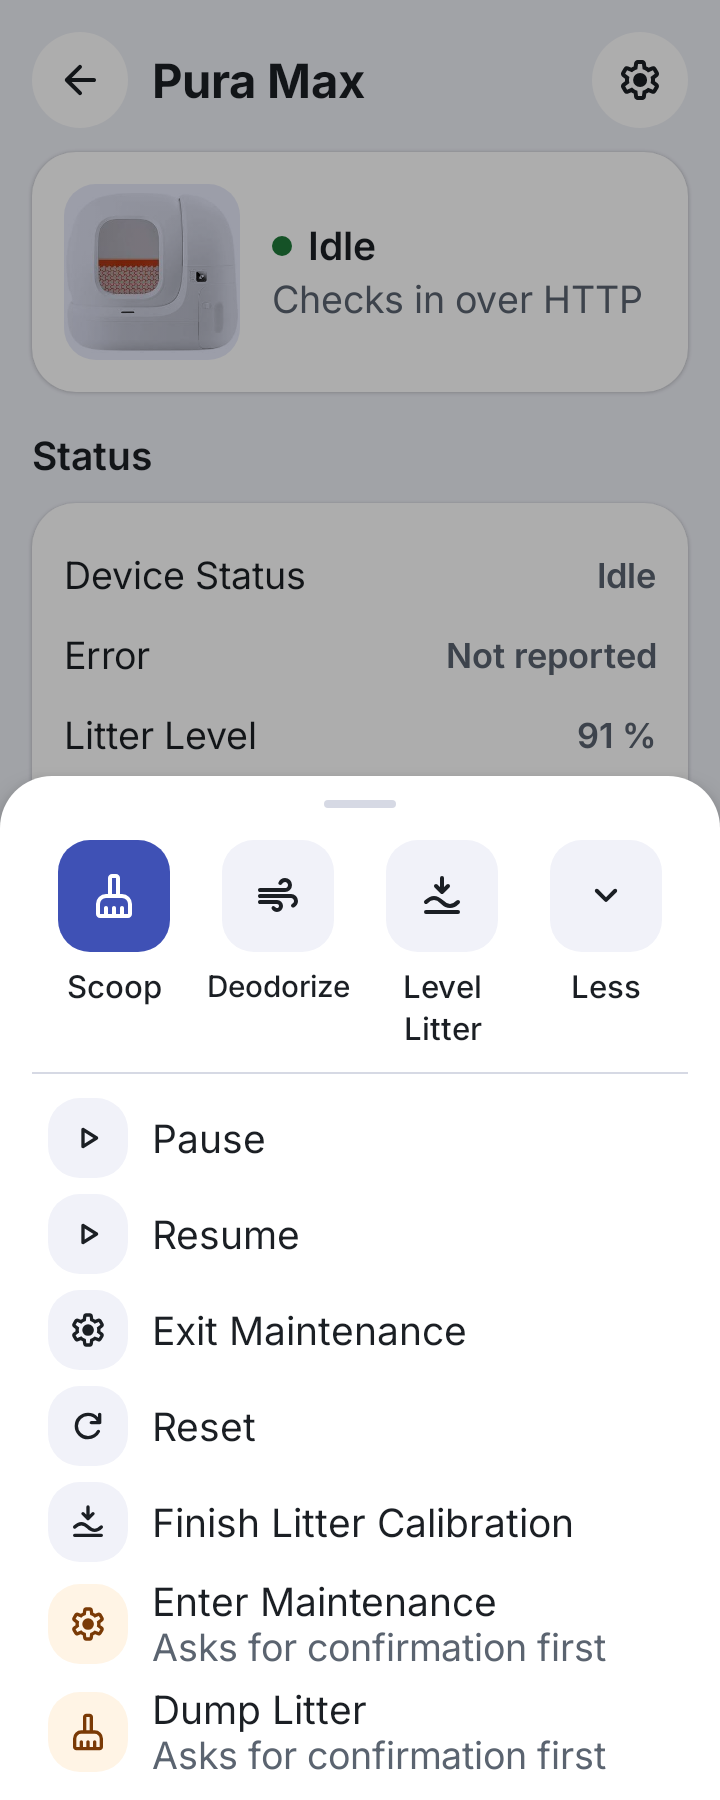 Pura Max
Idle
Checks in over HTTP
Status
Device Status Idle
Error Not reported
Litter Level 91 %
Scoop
Deodorize
Level
Litter
Less
Pause
Resume
Exit Maintenance
Reset
Finish Litter Calibration
Enter Maintenance
Asks for confirmation first
Dump Litter
Asks for confirmation first